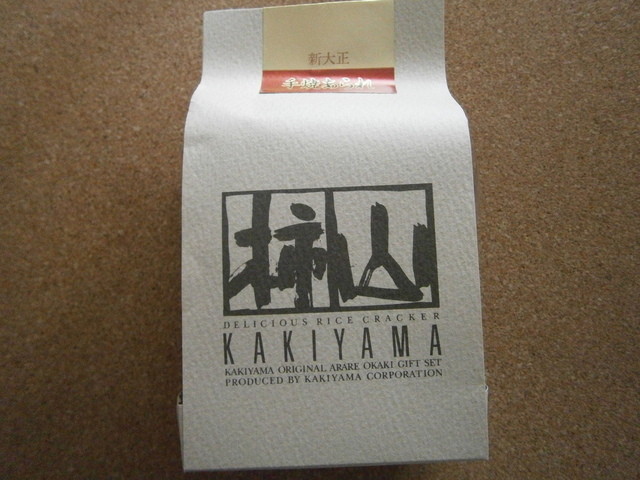 新大正
柿山
DELICIOUS RICE CRACKER
KAKIYAMA
KAKIYAMA ORIGINAL ARARE OKAKI GIFT SET
PRODUCED BY KAKIYAMA CORPORATION